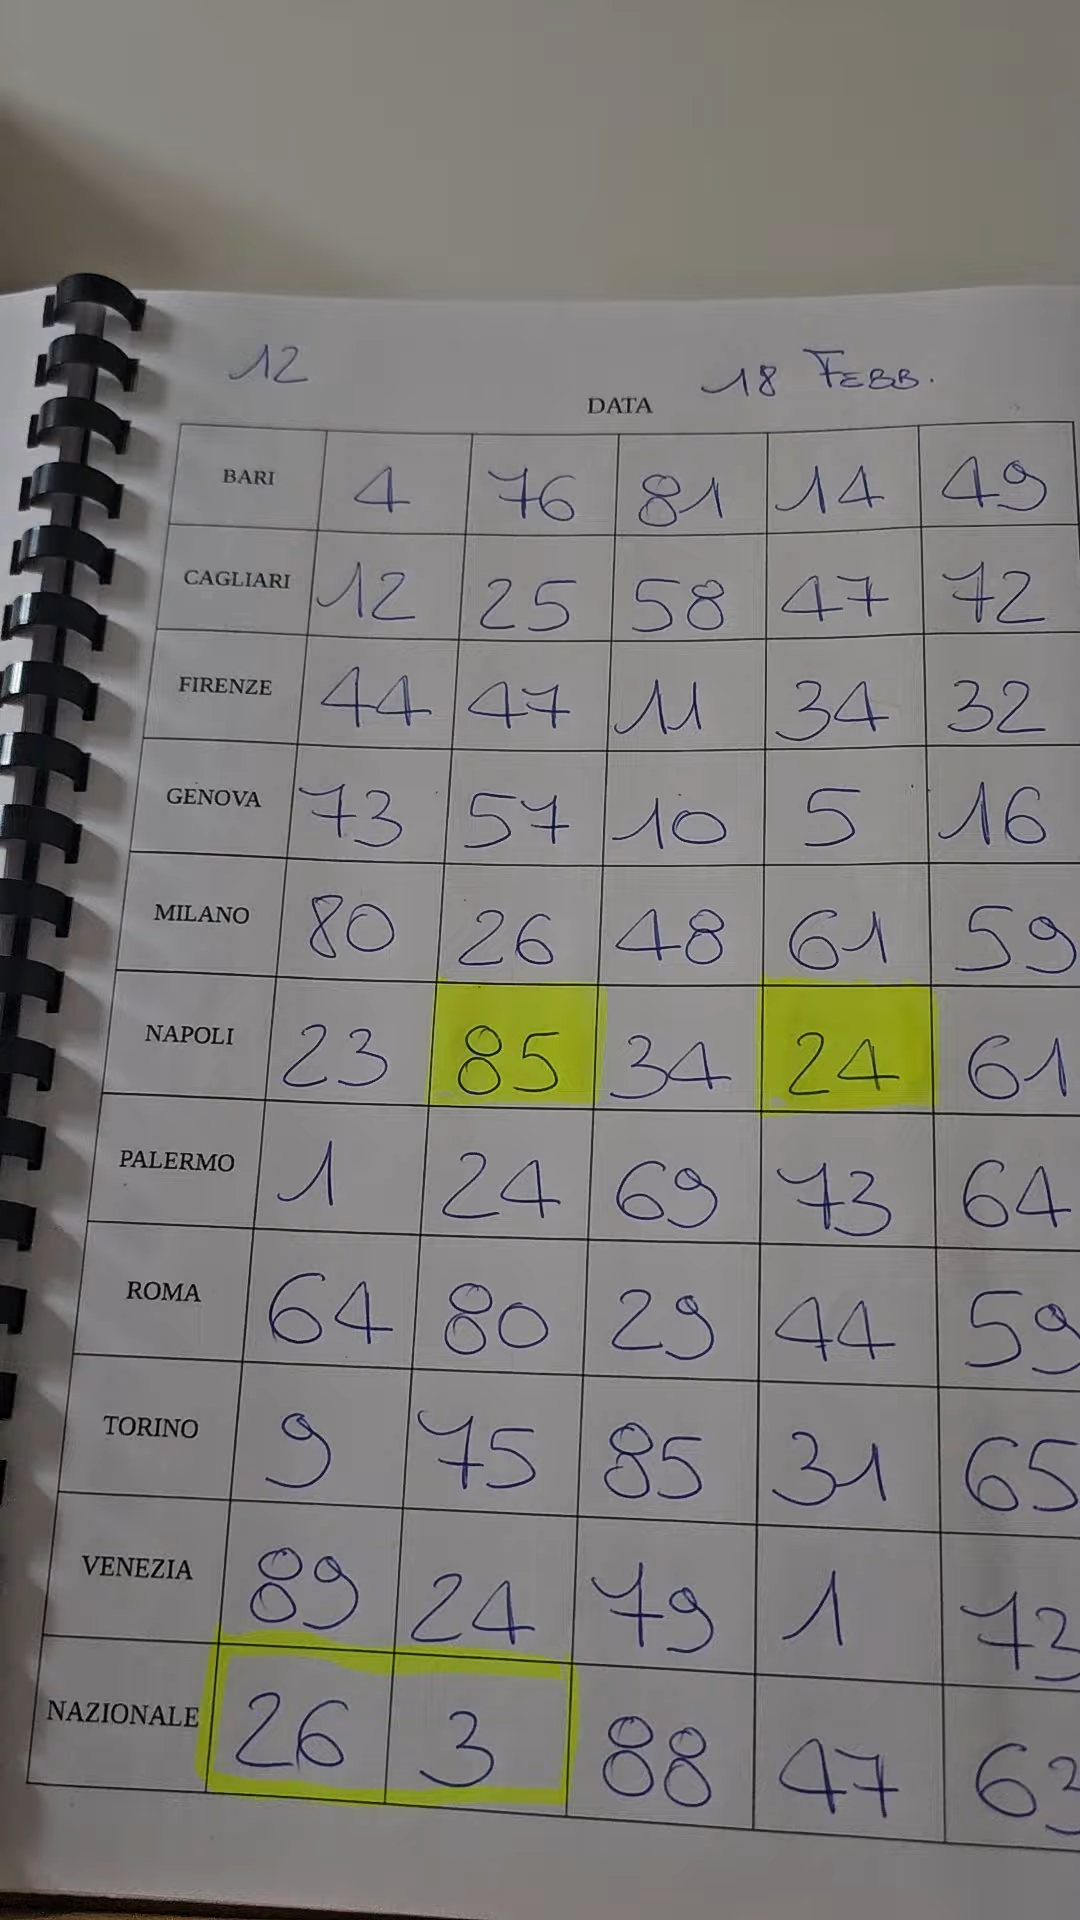 12
18 FEBB.
DATA
BARI 4 76 81 14 49
CAGLIARI 12 25 58 47 72
FIRENZE 44 47 11 34 32
GENOVA 73 57 10 5 16
MILANO 80 26 48 61 59
NAPOLI 23 85 34 24 61
PALERMO 1 24 69 73 64
ROMA 64 80 29 44 59
TORINO 9 75 85 31 65
VENEZIA 89 24 79 1 73
NAZIONALE 26 3 88 47 63